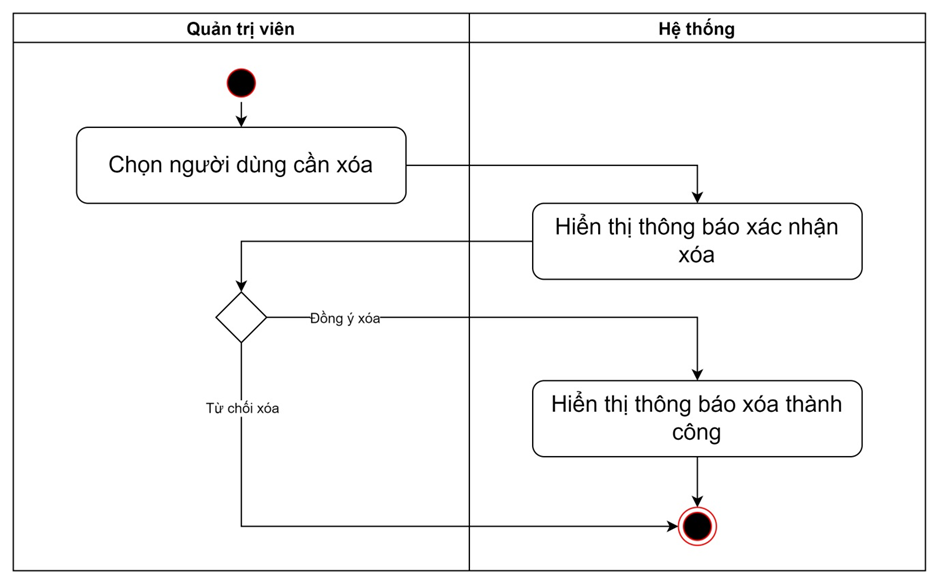 Quản trị viên
Hệ thống
Chọn người dùng cần xóa
Hiển thị thông báo xác nhận
xóa
Đồng ý xóa
Từ chối xóa
Hiển thị thông báo xóa thành
công